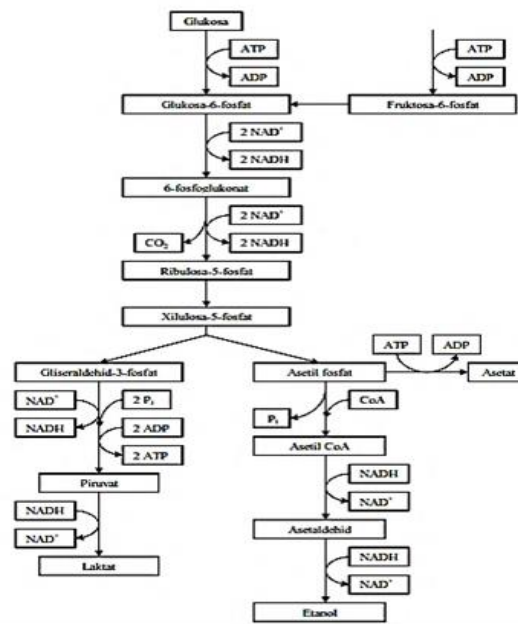 Glukosa
ATP
ADP
ATP
ADP
Glukosa-6-fosfat
Fruktosa-6-fosfat
2 NAD⁺
2 NADH
6-fosfoglukonat
2 NAD⁺
CO₂
2 NADH
Ribulosa-5-fosfat
Xilulosa-5-fosfat
ATP
ADP
Gliseraldehid-3-fosfat
Asetil fosfat
Asetat
NAD⁺
2 Pᵢ
CoA
NADH
2 ADP
Pᵢ
2 ATP
Asetil CoA
Piruvat
NADH
NAD⁺
NADH
NAD⁺
Asetaldehid
Laktat
NADH
NAD⁺
Etanol